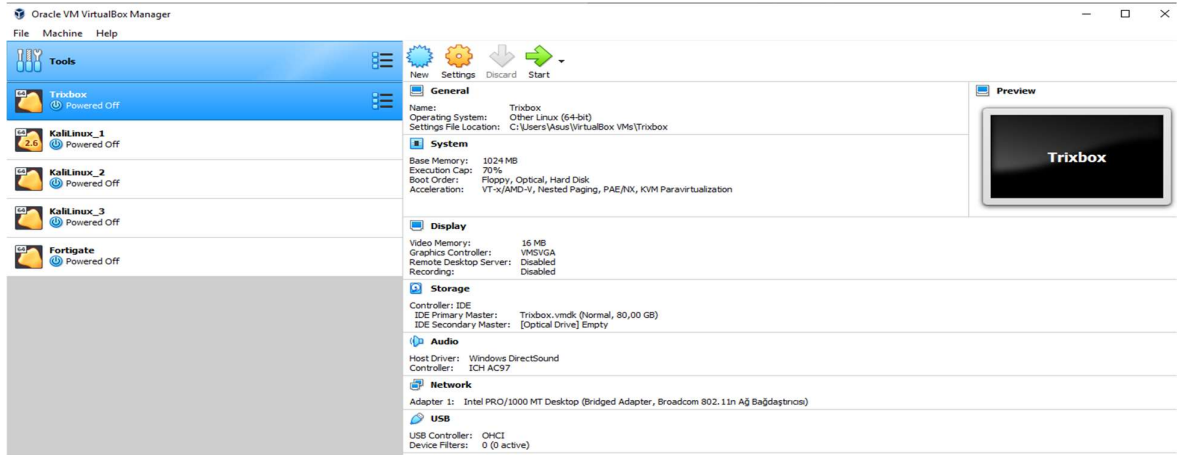 Oracle VM VirtualBox Manager
File Machine Help
Tools
64
Trixbox
Powered Off
64
2.6
KaliLinux_1
Powered Off
64
KaliLinux_2
Powered Off
64
KaliLinux_3
Powered Off
64
Fortigate
Powered Off
New Settings Discard Start
General
Name: Trixbox
Operating System: Other Linux (64-bit)
Settings File Location: C:\Users\Asus\VirtualBox VMs\Trixbox
Preview
Trixbox
System
Base Memory: 1024 MB
Execution Cap: 70%
Boot Order: Floppy, Optical, Hard Disk
Acceleration: VT-x/AMD-V, Nested Paging, PAE/NX, KVM Paravirtualization
Display
Video Memory: 16 MB
Graphics Controller: VMSVGA
Remote Desktop Server: Disabled
Recording: Disabled
Storage
Controller: IDE
IDE Primary Master: Trixbox.vmdk (Normal, 80,00 GB)
IDE Secondary Master: [Optical Drive] Empty
Audio
Host Driver: Windows DirectSound
Controller: ICH AC97
Network
Adapter 1: Intel PRO/1000 MT Desktop (Bridged Adapter, Broadcom 802.11n Ağ Bağdaştırıcısı)
USB
USB Controller: OHCI
Device Filters: 0 (0 active)